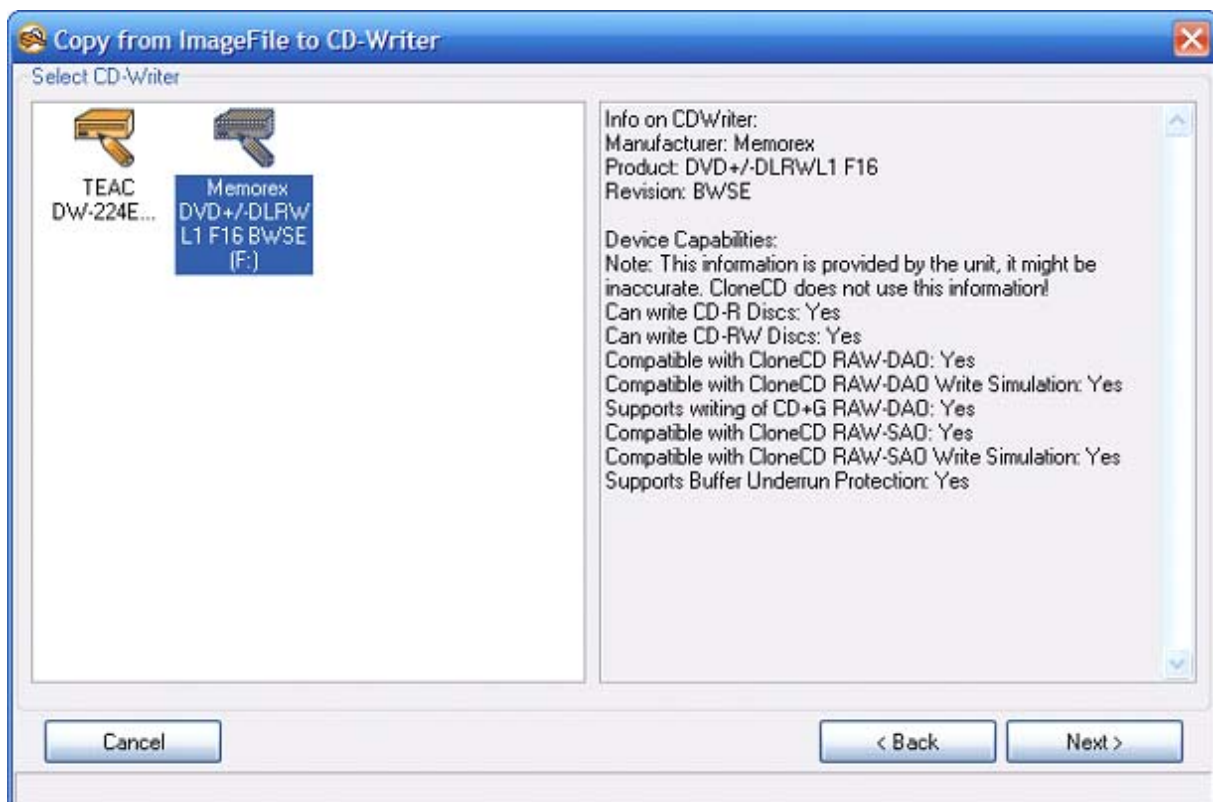 Copy from ImageFile to CD-Writer
Select CD-Writer
TEAC
DW-224E...
Memorex
DVD+/-DLRW
L1 F16 BWSE
(F:)
Info on CDWriter:
Manufacturer: Memorex
Product: DVD+/-DLRWL1 F16
Revision: BWSE
Device Capabilities:
Note: This information is provided by the unit, it might be
inaccurate. CloneCD does not use this information!
Can write CD-R Discs: Yes
Can write CD-RW Discs: Yes
Compatible with CloneCD RAW-DAO: Yes
Compatible with CloneCD RAW-DAO Write Simulation: Yes
Supports writing of CD+G RAW-DAO: Yes
Compatible with CloneCD RAW-SAO: Yes
Compatible with CloneCD RAW-SAO Write Simulation: Yes
Supports Buffer Underrun Protection: Yes
Cancel
< Back
Next >